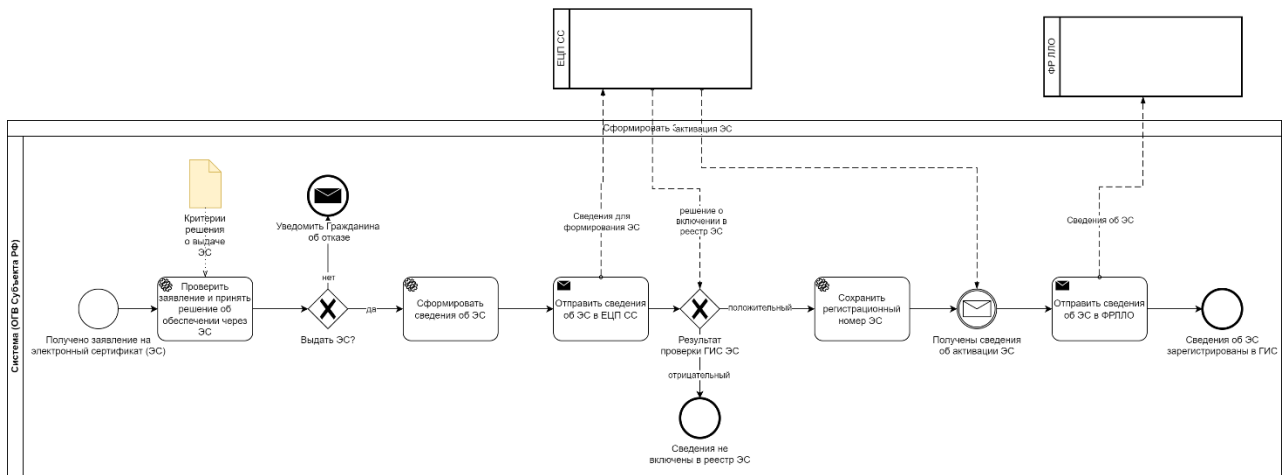 ЕЦП СС
ФР ЛЛО
Сформировать
активация ЭС
Система (ОГВ Субъекта РФ)
Критерии
решения
о выдаче
ЭС
Уведомить Гражданина
об отказе
Сведения для
формирования ЭС
решение о
включении в
реестр ЭС
Сведения об ЭС
Получено заявление на
электронный сертификат (ЭС)
Проверить
заявление и принять
решение об
обеспечении через
ЭС
нет
да
Выдать ЭС?
Сформировать
сведения об ЭС
Отправить сведения
об ЭС в ЕЦП СС
Результат
проверки ГИС ЭС
положительный
отрицательный
Сведения не
включены в реестр ЭС
Сохранить
регистрационный
номер ЭС
Получены сведения
об активации ЭС
Отправить сведения
об ЭС в ФРЛЛО
Сведения об ЭС
зарегистрированы в ГИС